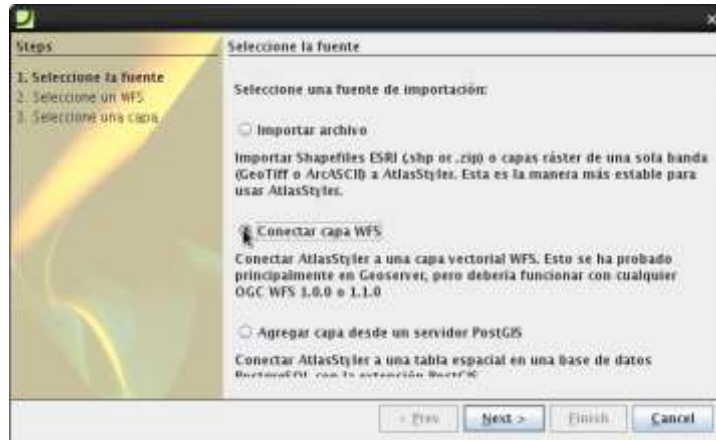 Steps
1. Seleccione la fuente
2. Seleccione un WFS
3. Seleccione una capa
Seleccione la fuente
Seleccione una fuente de importación:
Importar archivo
Importar Shapefiles ESRI (.shp or .zip) o capas ráster de una sola banda
(GeoTiff o ArcASCII) a AtlasStyler. Esta es la manera más estable para
usar AtlasStyler.
Conectar capa WFS
Conectar AtlasStyler a una capa vectorial WFS. Esto se ha probado
principalmente en Geoserver, pero debería funcionar con cualquier
OGC WFS 1.0.0 o 1.1.0
Agregar capa desde un servidor PostGIS
Conectar AtlasStyler a una tabla espacial en una base de datos
PostgreSQL con la extensión PostGIS
< Prev
Next >
Finish
Cancel